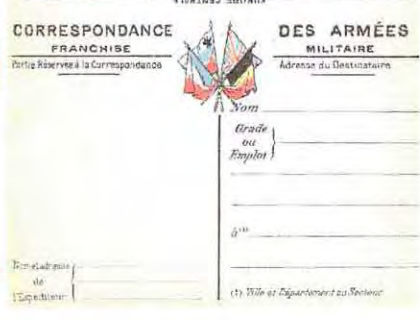 CORRESPONDANCE DES ARMÉES
FRANCHISE MILITAIRE
Partie Réservée à la Correspondance
Adresse du Destinataire
Nom
Grade
ou
Emploi
à (1)
Nom et adresse
de
l'Expéditeur
(1) Ville et Département ou Secteur